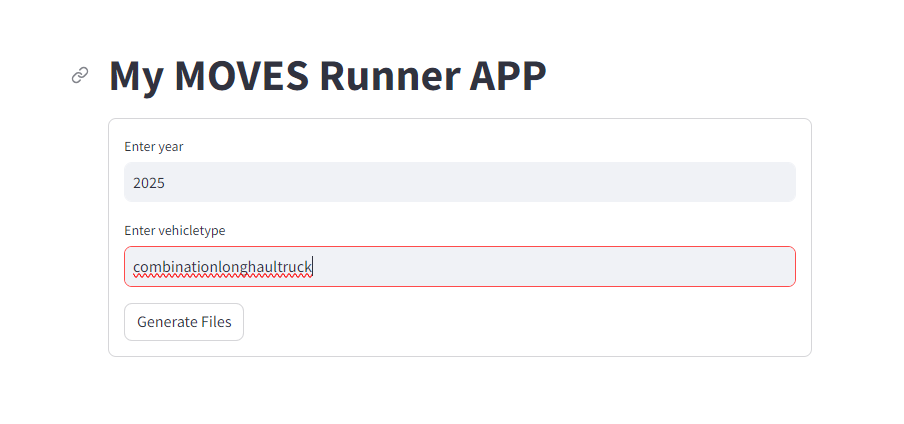 My MOVES Runner APP
Enter year
2025
Enter vehicletype
combinationlonghaultruck
Generate Files